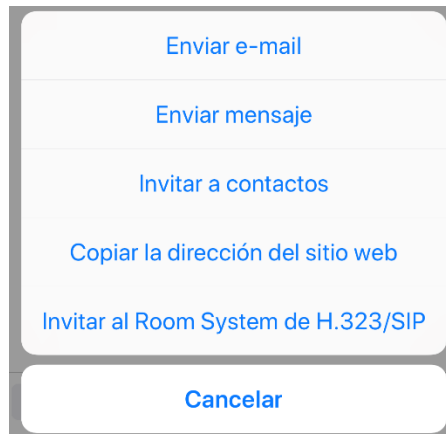 Enviar e-mail
Enviar mensaje
Invitar a contactos
Copiar la dirección del sitio web
Invitar al Room System de H.323/SIP
Cancelar